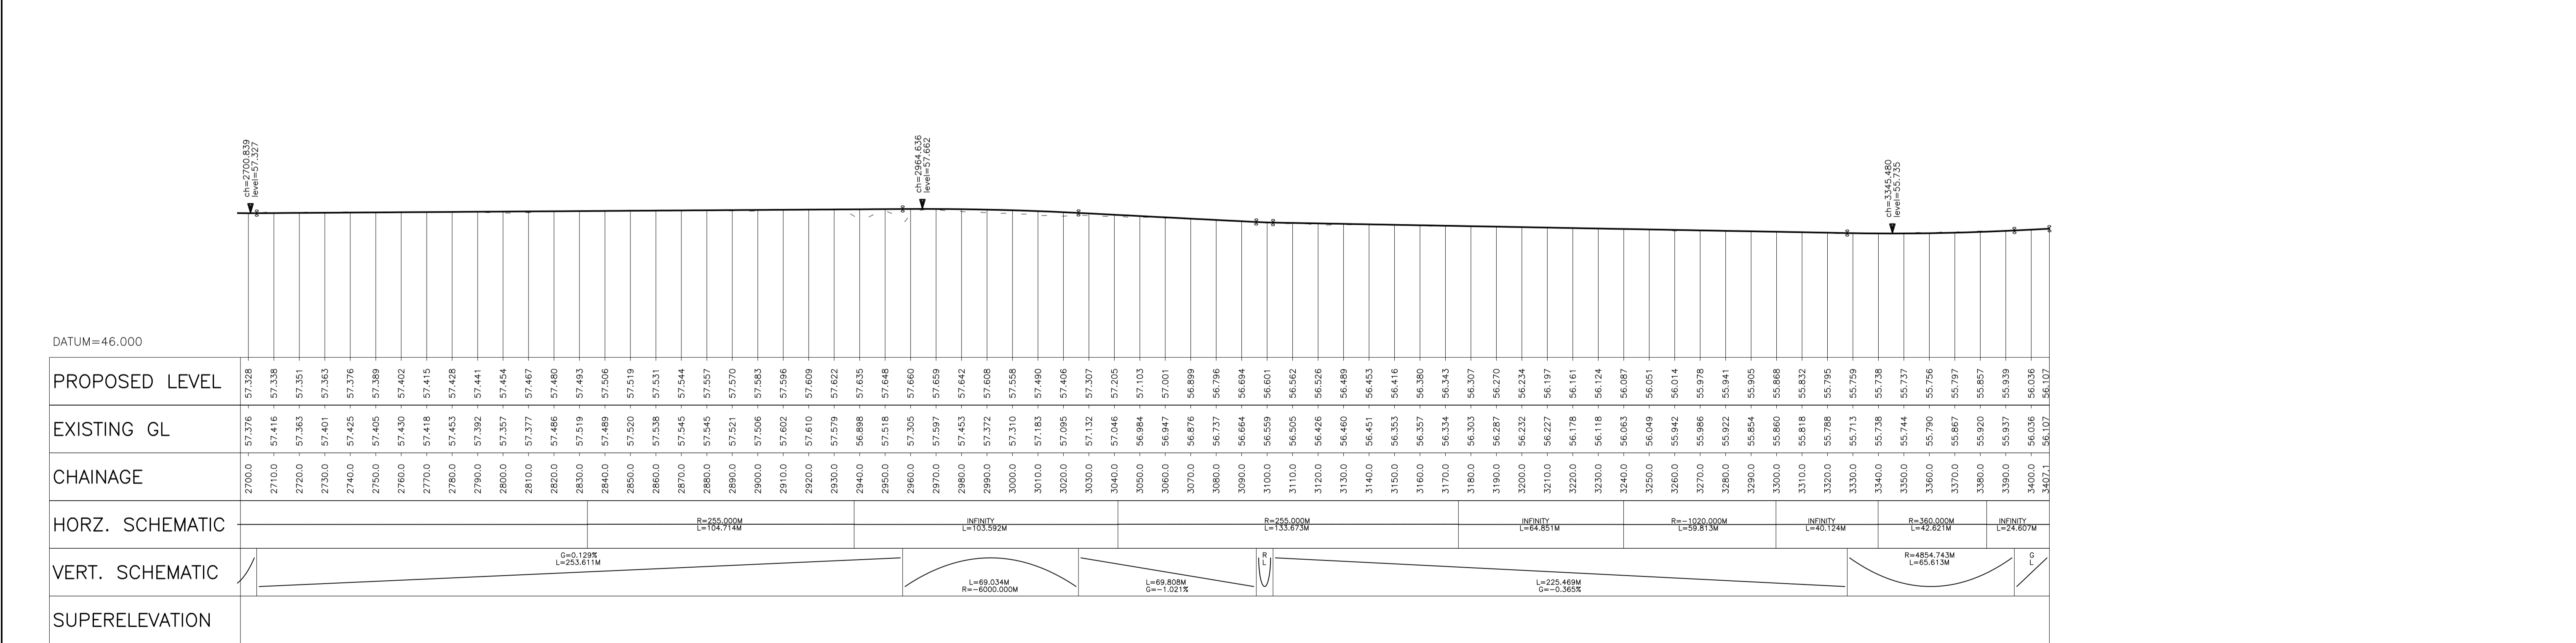 ch=2700.839
level=57.327
ch=2964.636
level=57.662
ch=3345.480
level=55.735
DATUM=46.000
PROPOSED LEVEL 57.328 57.338 57.351 57.363 57.376 57.389 57.402 57.415 57.428 57.441 57.454 57.467 57.480 57.493 57.506 57.519 57.531 57.544 57.557 57.570 57.583 57.596 57.609 57.622 57.635 57.648 57.660 57.659 57.642 57.608 57.558 57.490 57.406 57.307 57.205 57.103 57.001 56.899 56.796 56.694 56.601 56.562 56.526 56.489 56.453 56.416 56.380 56.343 56.307 56.270 56.234 56.197 56.161 56.124 56.087 56.051 56.014 55.978 55.941 55.905 55.868 55.832 55.795 55.759 55.738 55.737 55.756 55.797 55.857 55.939 56.036 56.107
EXISTING GL 57.376 57.416 57.363 57.401 57.425 57.405 57.430 57.418 57.453 57.392 57.357 57.377 57.486 57.519 57.489 57.520 57.538 57.545 57.545 57.521 57.506 57.602 57.610 57.579 56.898 57.518 57.305 57.597 57.453 57.372 57.310 57.183 57.095 57.132 57.046 56.984 56.947 56.876 56.737 56.664 56.559 56.505 56.426 56.460 56.451 56.353 56.357 56.334 56.303 56.287 56.232 56.227 56.178 56.118 56.063 56.049 55.942 55.986 55.922 55.854 55.860 55.818 55.788 55.713 55.738 55.744 55.790 55.867 55.920 55.937 56.036 56.107
CHAINAGE 2700.0 2710.0 2720.0 2730.0 2740.0 2750.0 2760.0 2770.0 2780.0 2790.0 2800.0 2810.0 2820.0 2830.0 2840.0 2850.0 2860.0 2870.0 2880.0 2890.0 2900.0 2910.0 2920.0 2930.0 2940.0 2950.0 2960.0 2970.0 2980.0 2990.0 3000.0 3010.0 3020.0 3030.0 3040.0 3050.0 3060.0 3070.0 3080.0 3090.0 3100.0 3110.0 3120.0 3130.0 3140.0 3150.0 3160.0 3170.0 3180.0 3190.0 3200.0 3210.0 3220.0 3230.0 3240.0 3250.0 3260.0 3270.0 3280.0 3290.0 3300.0 3310.0 3320.0 3330.0 3340.0 3350.0 3360.0 3370.0 3380.0 3390.0 3400.0 3407.1
HORZ. SCHEMATIC
R=255.000M
L=104.714M
INFINITY
L=103.592M
R=255.000M
L=133.673M
INFINITY
L=64.851M
R=-1020.000M
L=59.813M
INFINITY
L=40.124M
R=360.000M
L=42.621M
INFINITY
L=24.607M
VERT. SCHEMATIC
G=0.129%
L=253.611M
L=69.034M
R=-6000.000M
L=69.808M
G=-1.021%
R
L
L=225.469M
G=-0.365%
R=4854.743M
L=65.613M
G
L
SUPERELEVATION